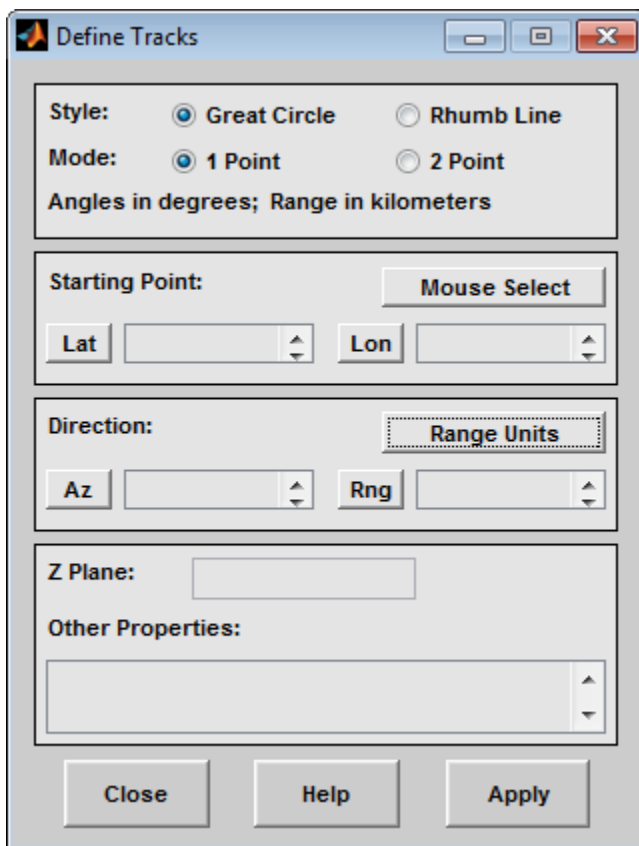 Define Tracks
Style: Great Circle Rhumb Line
Mode: 1 Point 2 Point
Angles in degrees; Range in kilometers
Starting Point: Mouse Select
Lat Lon
Direction: Range Units
Az Rng
Z Plane:
Other Properties:
Close Help Apply